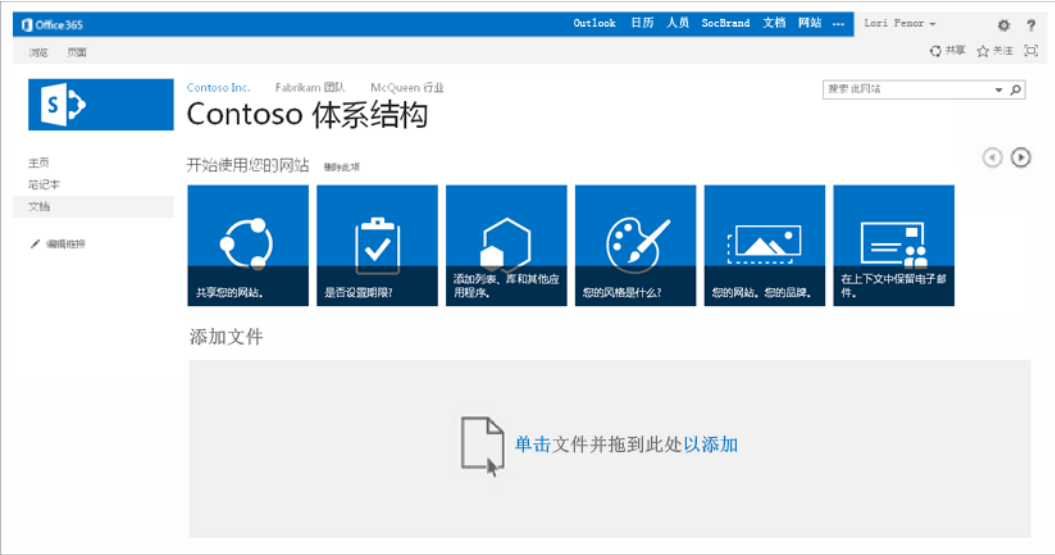 Office 365
Outlook 日历 人员 SocBrand 文档 网站 ••• Lori Penor ?
浏览 页面
共享 关注
S
Contoso Inc. Fabrikam 团队 McQueen 行业
搜索此网站
Contoso 体系结构
主页
笔记本
文档
编辑链接
开始使用您的网站 删除此项
共享您的网站。
是否设置期限?
添加列表、库和其他应
用程序。
您的风格是什么?
您的网站。您的品牌。
在上下文中保留电子邮
件。
添加文件
单击文件并拖到此处以添加